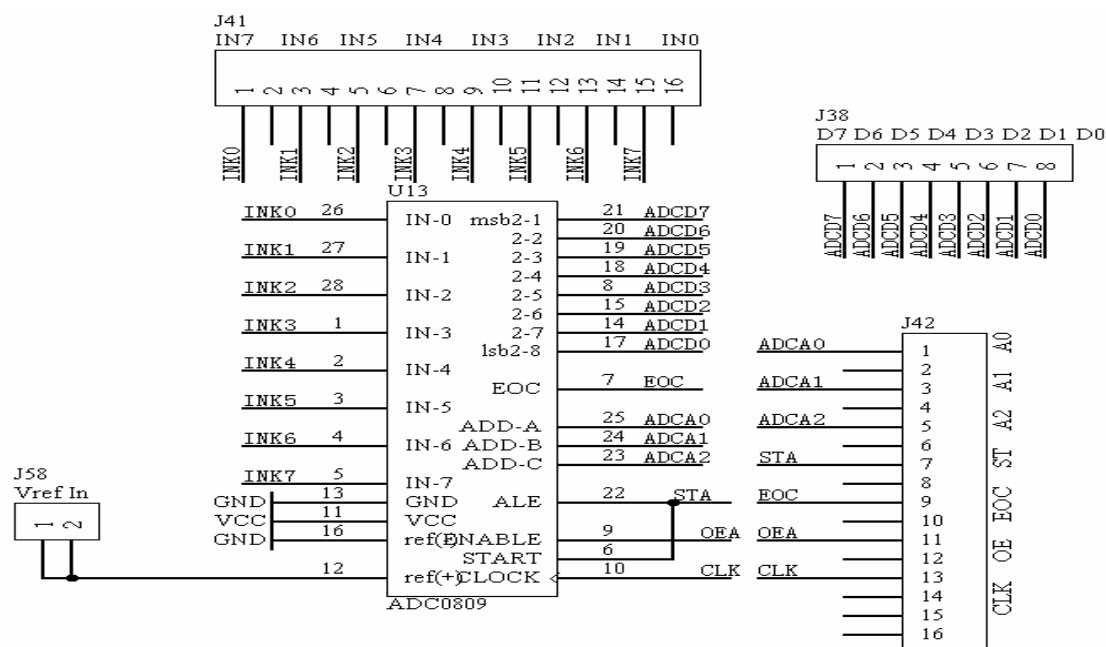 J41
IN7 IN6 IN5 IN4 IN3 IN2 IN1 IN0
1 2 3 4 5 6 7 8 9 10 11 12 13 14 15 16
INK0 INK1 INK2 INK3 INK4 INK5 INK6 INK7
J38
D7 D6 D5 D4 D3 D2 D1 D0
1 2 3 4 5 6 7 8
ADCD7 ADCD6 ADCD5 ADCD4 ADCD3 ADCD2 ADCD1 ADCD0
U13
INK0 26 IN-0 msb2-1 21 ADCD7
2-2 20 ADCD6
INK1 27 IN-1 2-3 19 ADCD5
2-4 18 ADCD4
INK2 28 IN-2 2-5 8 ADCD3
2-6 15 ADCD2
INK3 1 IN-3 2-7 14 ADCD1
lsb2-8 17 ADCD0
INK4 2 IN-4 EOC 7 EOC
INK5 3 IN-5 ADD-A 25 ADCA0
INK6 4 IN-6 ADD-B 24 ADCA1
ADD-C 23 ADCA2
INK7 5 IN-7
GND 13 GND ALE 22 STA
VCC 11 VCC
GND 16 ref( ENABLE 9 OEA
START 6
12 ref(+) CLOCK 10 CLK
ADC0809
J58
Vref In
1 2
J42
ADCA0 1 A0
2
ADCA1 3 A1
4
ADCA2 5 A2
6
STA 7 ST
8
EOC 9 EOC
10
OEA 11 OE
12
CLK 13 CLK
14
15
16